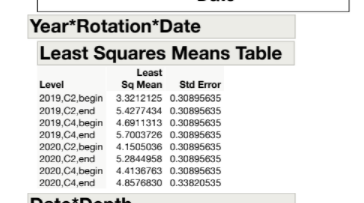 Date
Year*Rotation*Date
Least Squares Means Table
Least
Level Sq Mean Std Error
2019,C2,begin 3.3212125 0.30895635
2019,C2,end 5.4277434 0.30895635
2019,C4,begin 4.6911313 0.30895635
2019,C4,end 5.7003726 0.30895635
2020,C2,begin 4.1505036 0.30895635
2020,C2,end 5.2844958 0.30895635
2020,C4,begin 4.4136763 0.30895635
2020,C4,end 4.8576830 0.33820535
Date*Depth